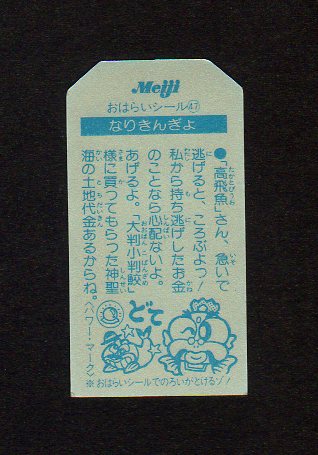 Meiji
おはらいシール㊼
なりきんぎょ
●「高飛魚」さん、急いで
逃げると、ころぶよっ!
私から持ち逃げしたお金
のことなら心配ないよ。
あげるよ。「大判小判鮫」
様に買ってもらった神聖
海の土地代金あるからね。
〈パワー・マーク〉
どて
※おはらいシールでのろいがとけるゾ!